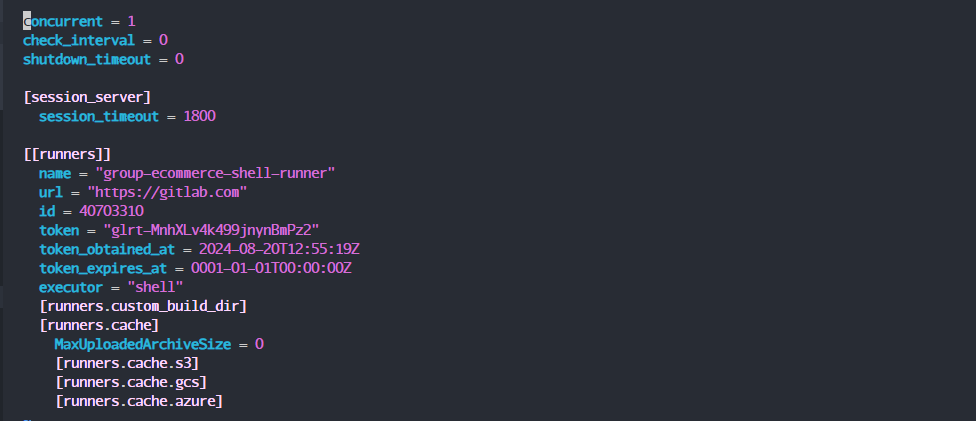 concurrent = 1
check_interval = 0
shutdown_timeout = 0
[session_server]
session_timeout = 1800
[[runners]]
name = "group-ecommerce-shell-runner"
url = "https://gitlab.com"
id = 40703310
token = "glrt-MnhXLv4k499jnynBmPz2"
token_obtained_at = 2024-08-20T12:55:19Z
token_expires_at = 0001-01-01T00:00:00Z
executor = "shell"
[runners.custom_build_dir]
[runners.cache]
MaxUploadedArchiveSize = 0
[runners.cache.s3]
[runners.cache.gcs]
[runners.cache.azure]